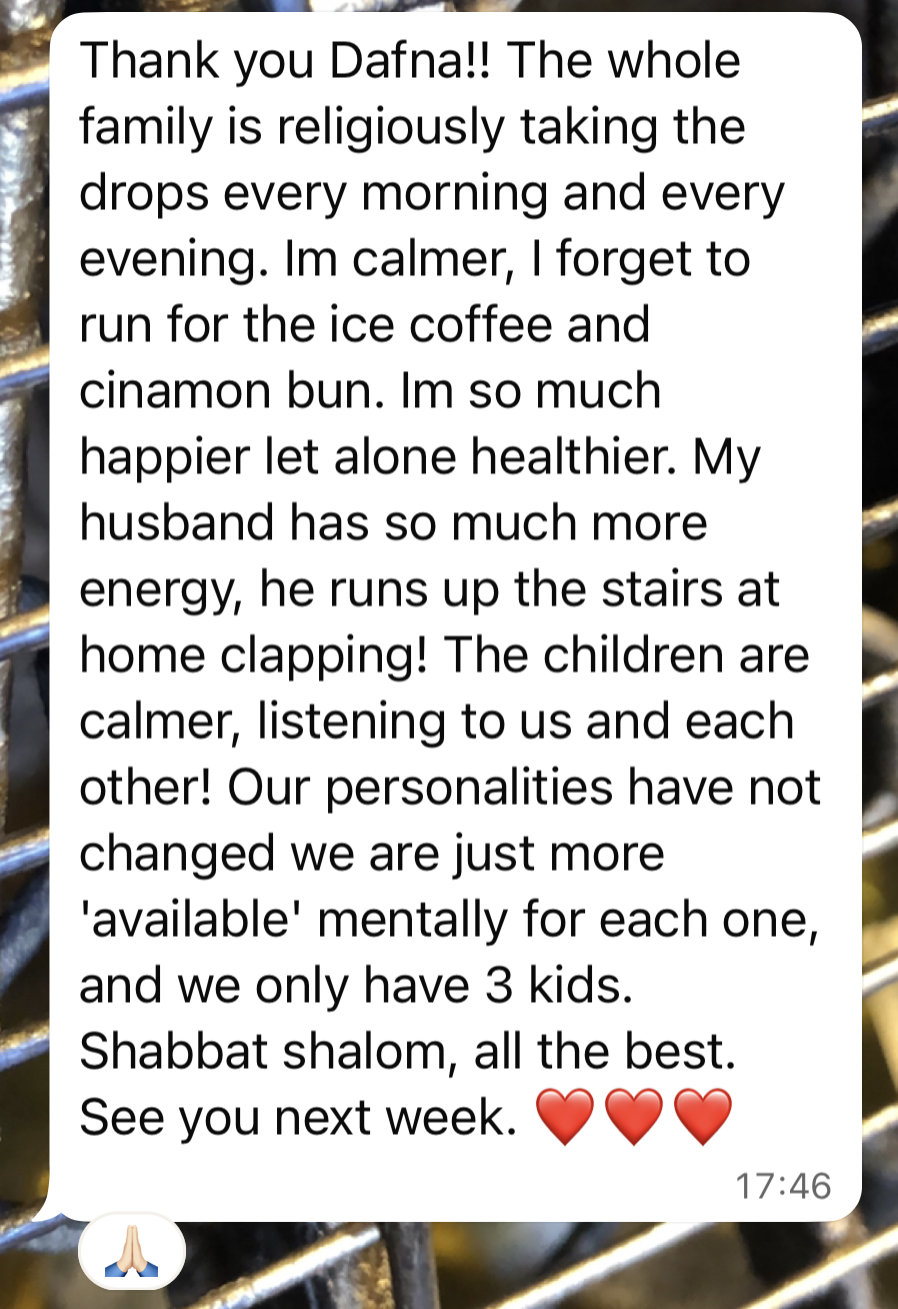 Thank you Dafna!! The whole
family is religiously taking the
drops every morning and every
evening. Im calmer, I forget to
run for the ice coffee and
cinamon bun. Im so much
happier let alone healthier. My
husband has so much more
energy, he runs up the stairs at
home clapping! The children are
calmer, listening to us and each
other! Our personalities have not
changed we are just more
'available' mentally for each one,
and we only have 3 kids.
Shabbat shalom, all the best.
See you next week. ❤️❤️❤️
17:46
🙏🏻